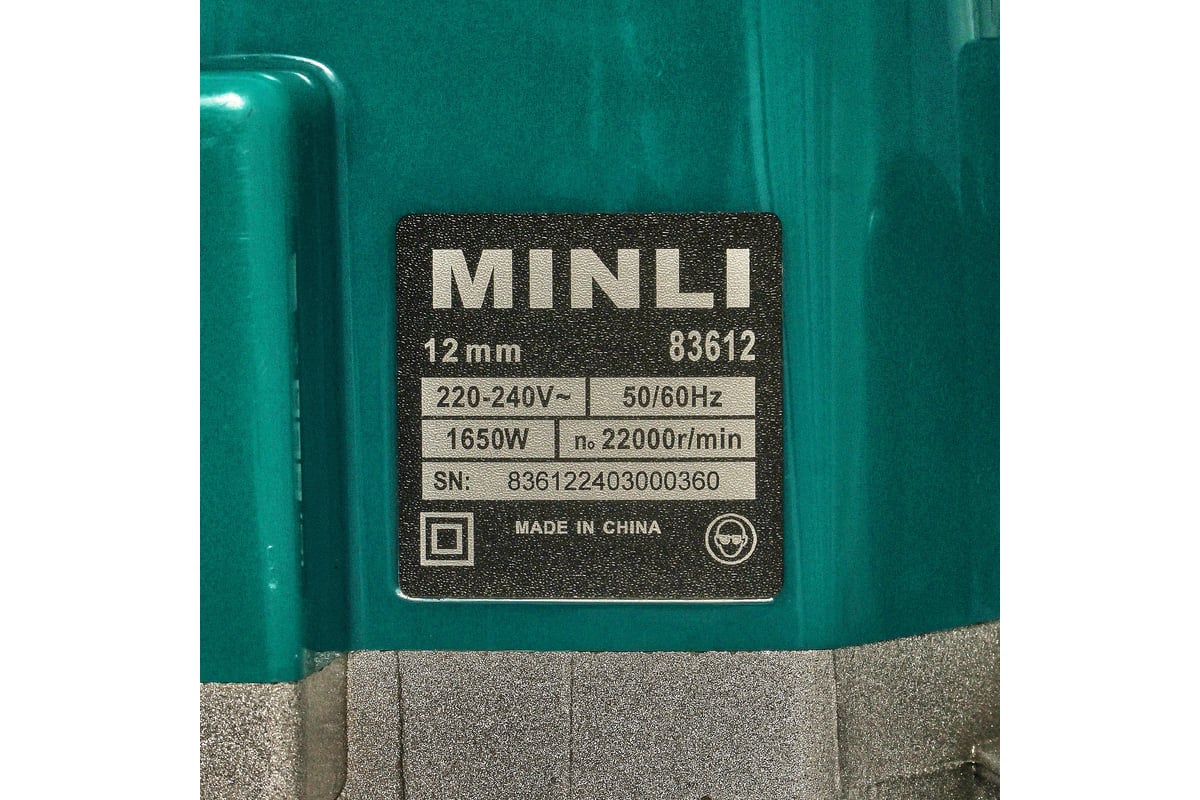 MINLI
12mm 83612
220-240V~ 50/60Hz
1650W n₀ 22000r/min
SN: 836122403000360
MADE IN CHINA